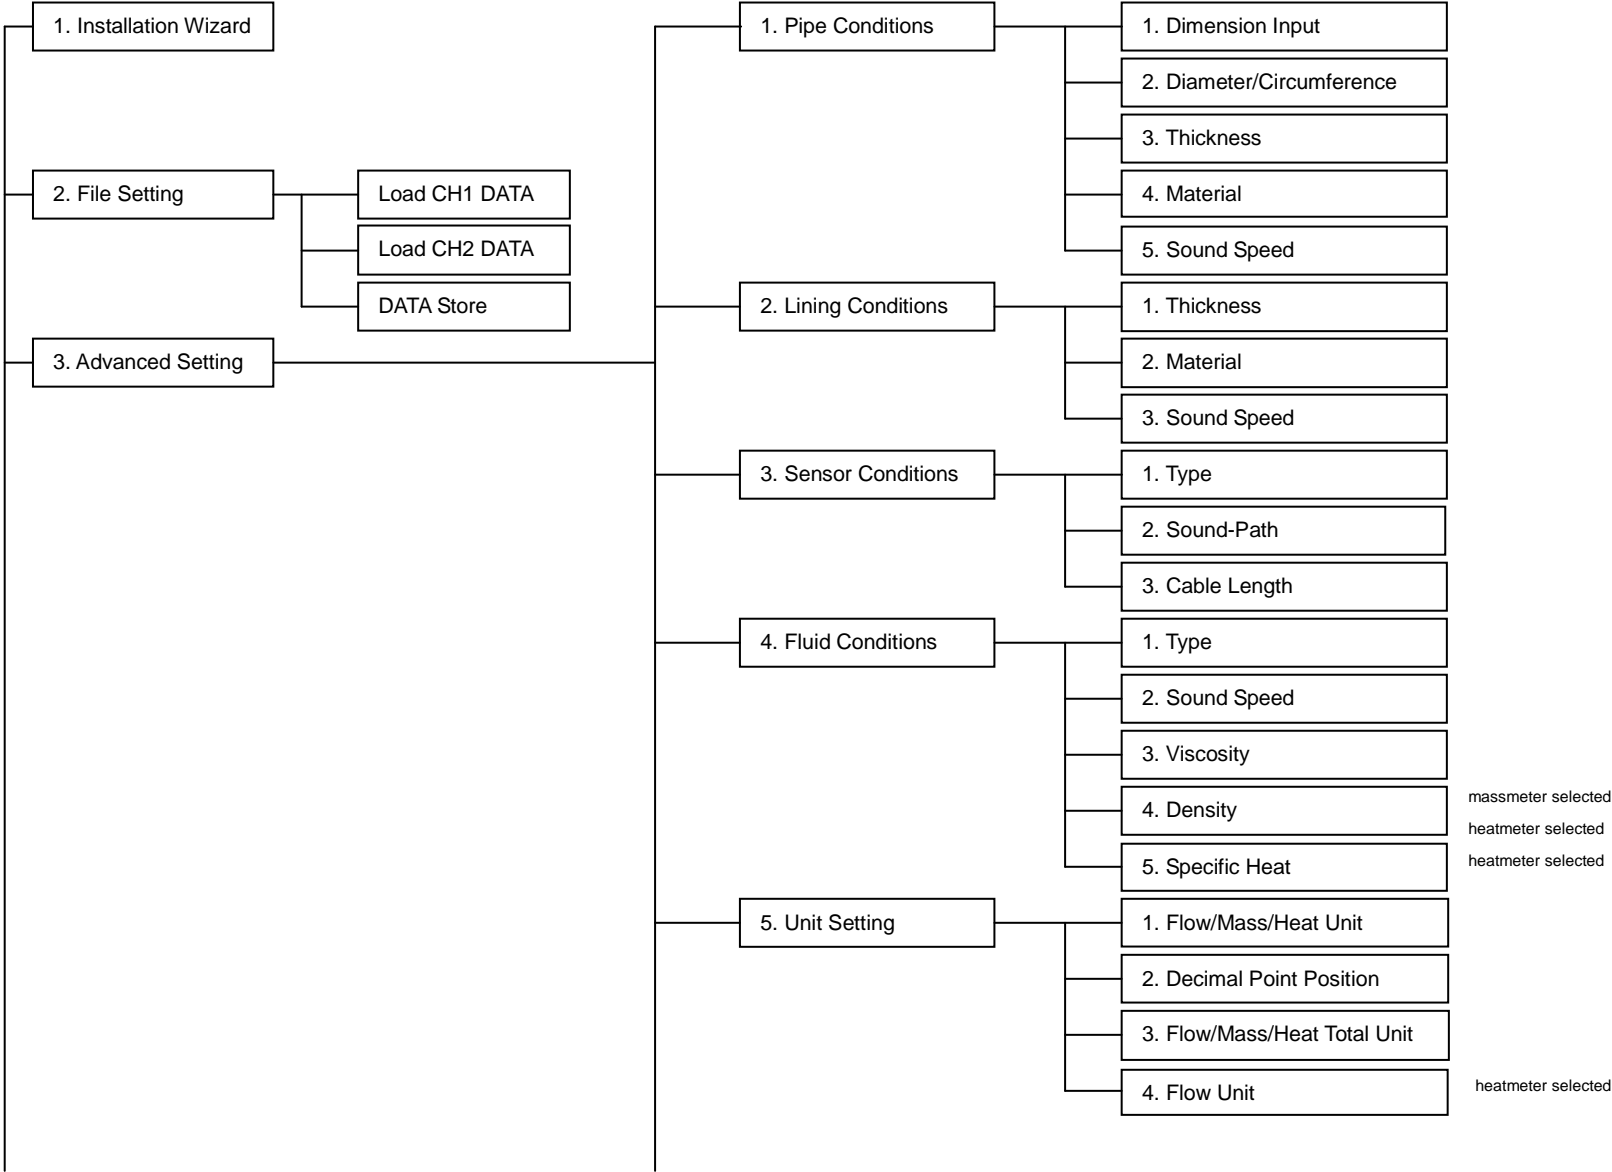 1. Installation Wizard
2. File Setting
Load CH1 DATA
Load CH2 DATA
DATA Store
3. Advanced Setting
1. Pipe Conditions
1. Dimension Input
2. Diameter/Circumference
3. Thickness
4. Material
5. Sound Speed
2. Lining Conditions
1. Thickness
2. Material
3. Sound Speed
3. Sensor Conditions
1. Type
2. Sound-Path
3. Cable Length
4. Fluid Conditions
1. Type
2. Sound Speed
3. Viscosity
4. Density
massmeter selected
heatmeter selected
5. Specific Heat
heatmeter selected
5. Unit Setting
1. Flow/Mass/Heat Unit
2. Decimal Point Position
3. Flow/Mass/Heat Total Unit
4. Flow Unit
heatmeter selected